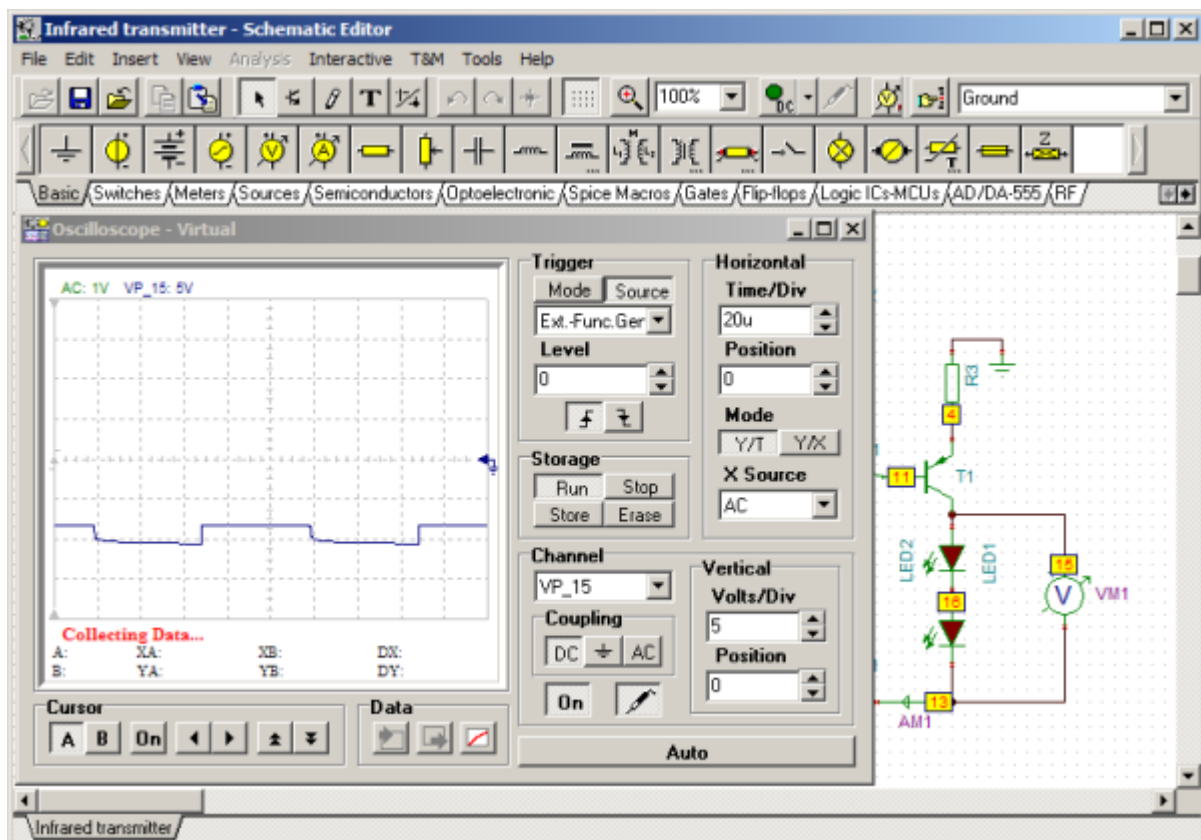 Infrared transmitter - Schematic Editor
File Edit Insert View Analysis Interactive T&M Tools Help
T 100% DC V Ground
V A M L1 L2 T Z
Basic Switches Meters Sources Semiconductors Optoelectronic Spice Macros Gates Flip-flops Logic ICs-MCUs AD/DA-555 RF
Oscilloscope - Virtual
AC: 1V VP_15: 5V
Collecting Data...
A: XA: XB: DX:
B: YA: YB: DY:
Cursor
A B On
Data
Trigger
Mode Source
Ext.-Func.Ger
Level
0
Storage
Run Stop
Store Erase
Channel
VP_15
Coupling
DC AC
On
Horizontal
Time/Div
20u
Position
0
Mode
Y/T Y/X
X Source
AC
Vertical
Volts/Div
5
Position
0
Auto
R3
4
11 T1
LED2 LED1
15
V VM1
16
13
AM1
Infrared transmitter